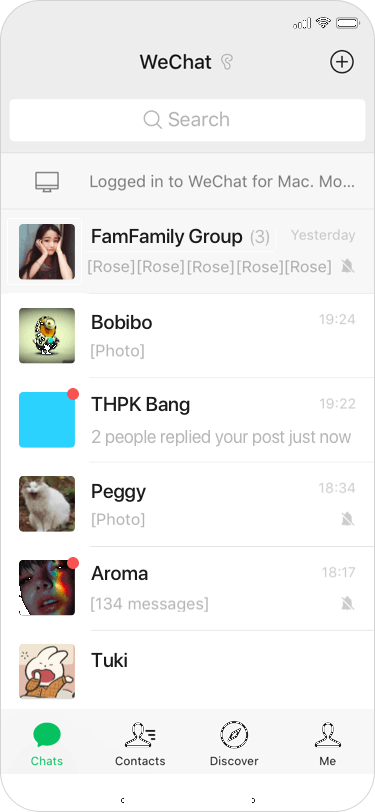 WeChat
Search
Logged in to WeChat for Mac. Mo...
FamFamily Group (3) Yesterday
[Rose][Rose][Rose][Rose][Rose]
Bobibo 19:24
[Photo]
THPK Bang 19:22
2 people replied your post just now
Peggy 18:34
[Photo]
Aroma 18:17
[134 messages]
Tuki
Chats Contacts Discover Me